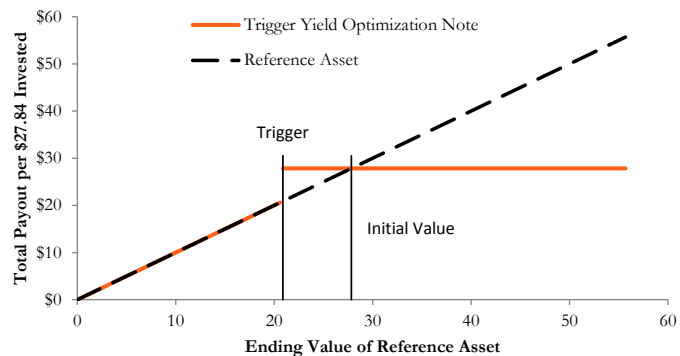 Total Payout per $27.84 Invested
$60
$50
$40
$30
$20
$10
$0
Trigger Yield Optimization Note
Reference Asset
Trigger
Initial Value
0
10
20
30
40
50
60
Ending Value of Reference Asset